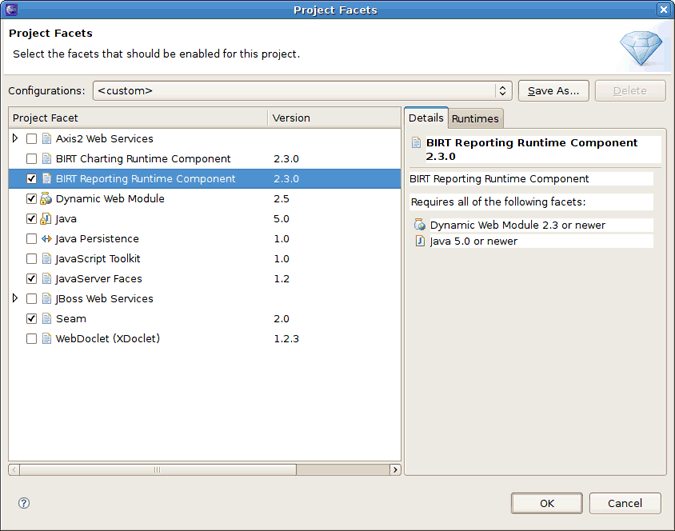 Project Facets
Project Facets
Select the facets that should be enabled for this project.
Configurations: <custom> Save As... Delete
Project Facet Version
Axis2 Web Services
BIRT Charting Runtime Component 2.3.0
BIRT Reporting Runtime Component 2.3.0
Dynamic Web Module 2.5
Java 5.0
Java Persistence 1.0
JavaScript Toolkit 1.0
JavaServer Faces 1.2
JBoss Web Services
Seam 2.0
WebDoclet (XDoclet) 1.2.3
Details Runtimes
BIRT Reporting Runtime Component
2.3.0
BIRT Reporting Runtime Component
Requires all of the following facets:
Dynamic Web Module 2.3 or newer
Java 5.0 or newer
OK Cancel